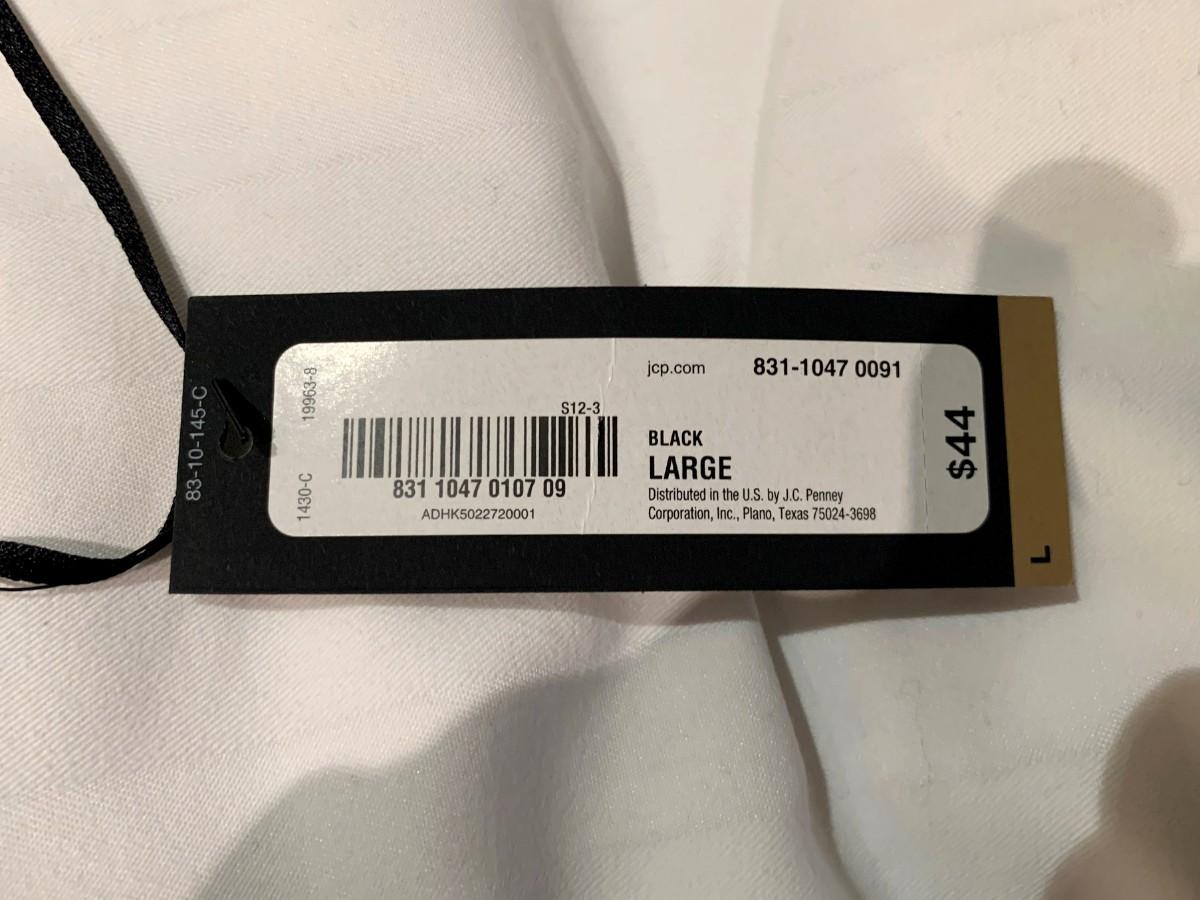 83-10-145-C
19963-8
1430-C
S12-3
831 1047 0107 09
ADHK5022720001
jcp.com 831-1047 0091
BLACK
LARGE
Distributed in the U.S. by J.C. Penney
Corporation, Inc., Plano, Texas 75024-3698
$44
L